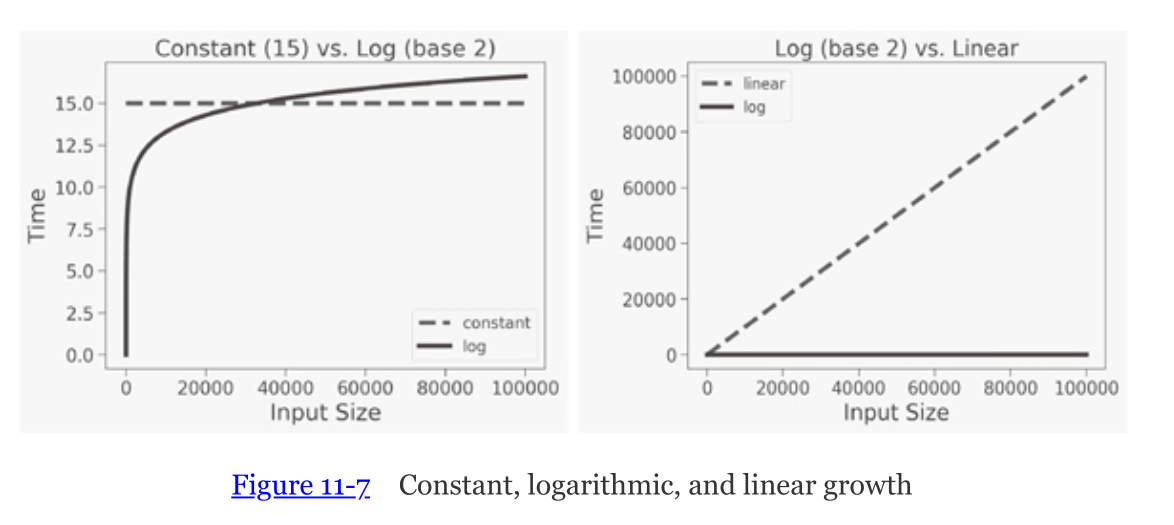 Constant (15) vs. Log (base 2)
15.0
12.5
10.0
7.5
5.0
2.5
0.0
Time
constant
log
0 20000 40000 60000 80000 100000
Input Size
Log (base 2) vs. Linear
linear
log
100000
80000
60000
40000
20000
0
Time
0 20000 40000 60000 80000 100000
Input Size
Figure 11-7 Constant, logarithmic, and linear growth